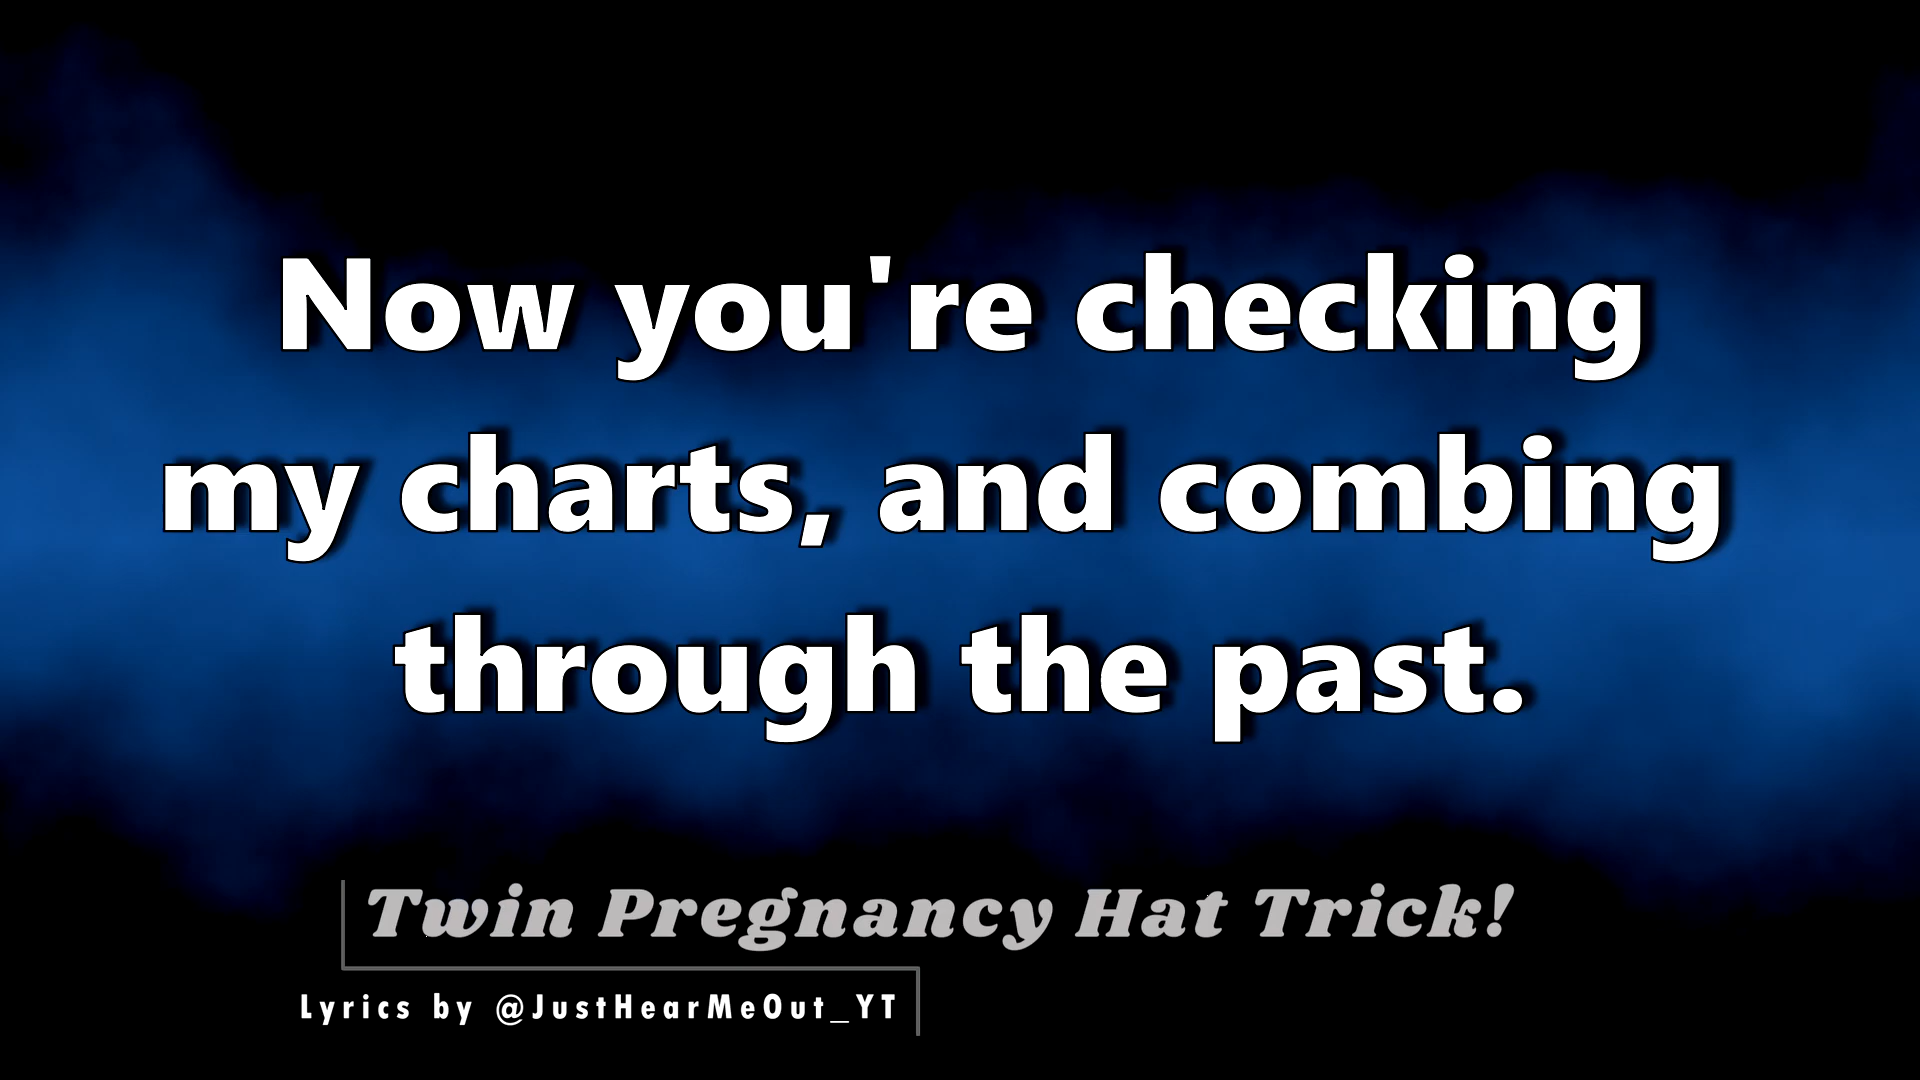 Now you're checking
my charts, and combing
through the past.
Twin Pregnancy Hat Trick!
Lyrics by @JustHearMeOut_YT